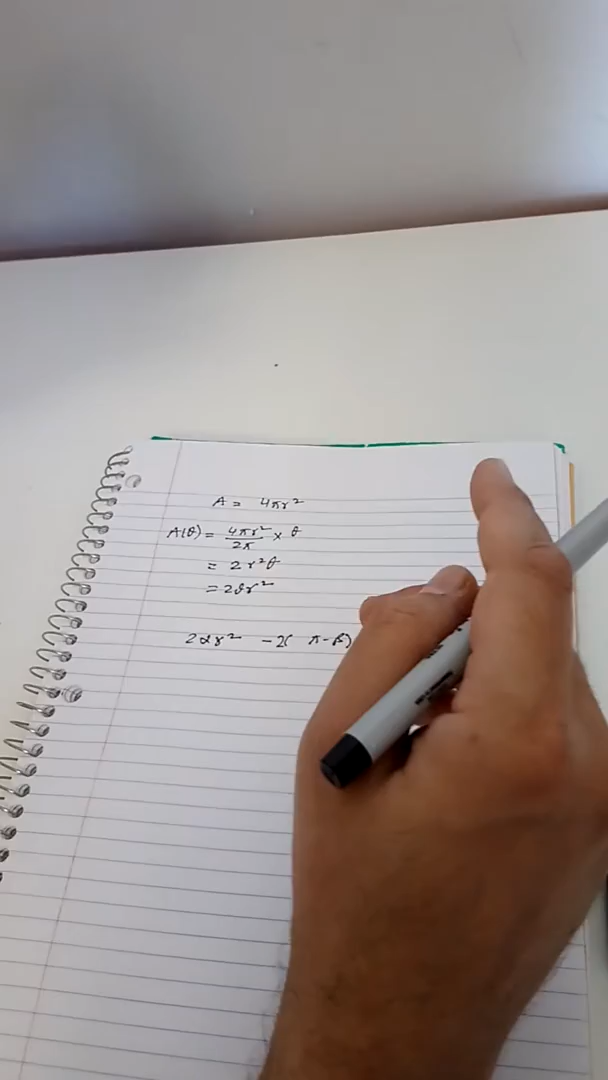 A = 4πr²
A(θ) = 4πr²/2π × θ
= 2r²θ
= 2θr²
2αr² - 2( π-β)